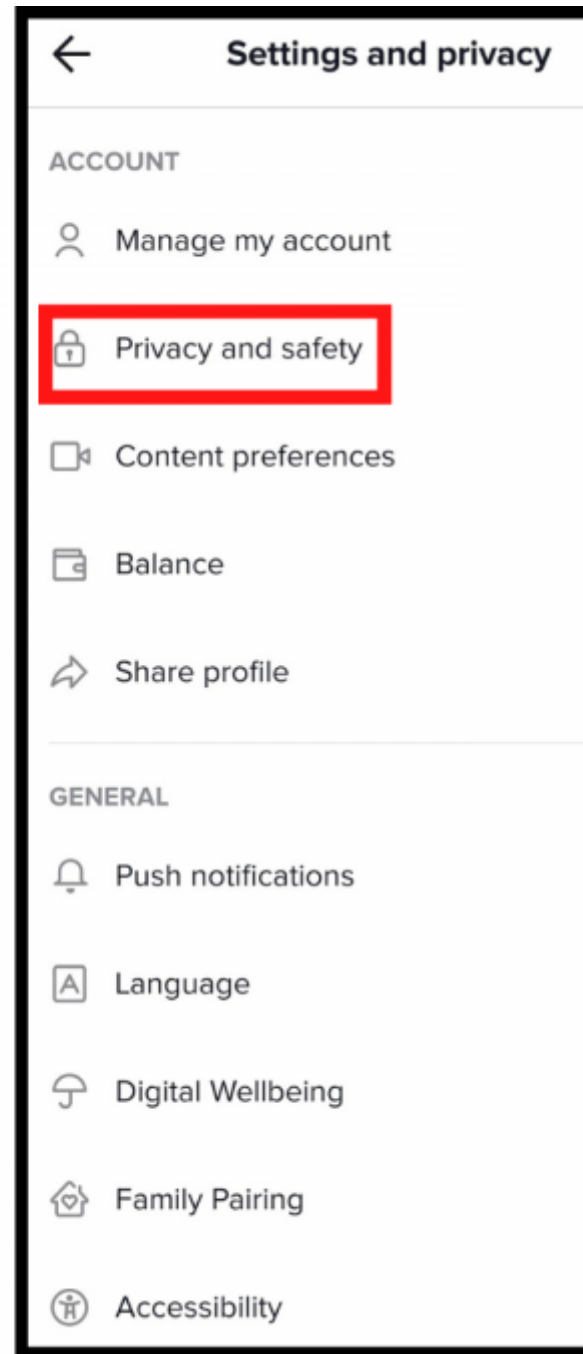 Settings and privacy
ACCOUNT
Manage my account
Privacy and safety
Content preferences
Balance
Share profile
GENERAL
Push notifications
Language
Digital Wellbeing
Family Pairing
Accessibility